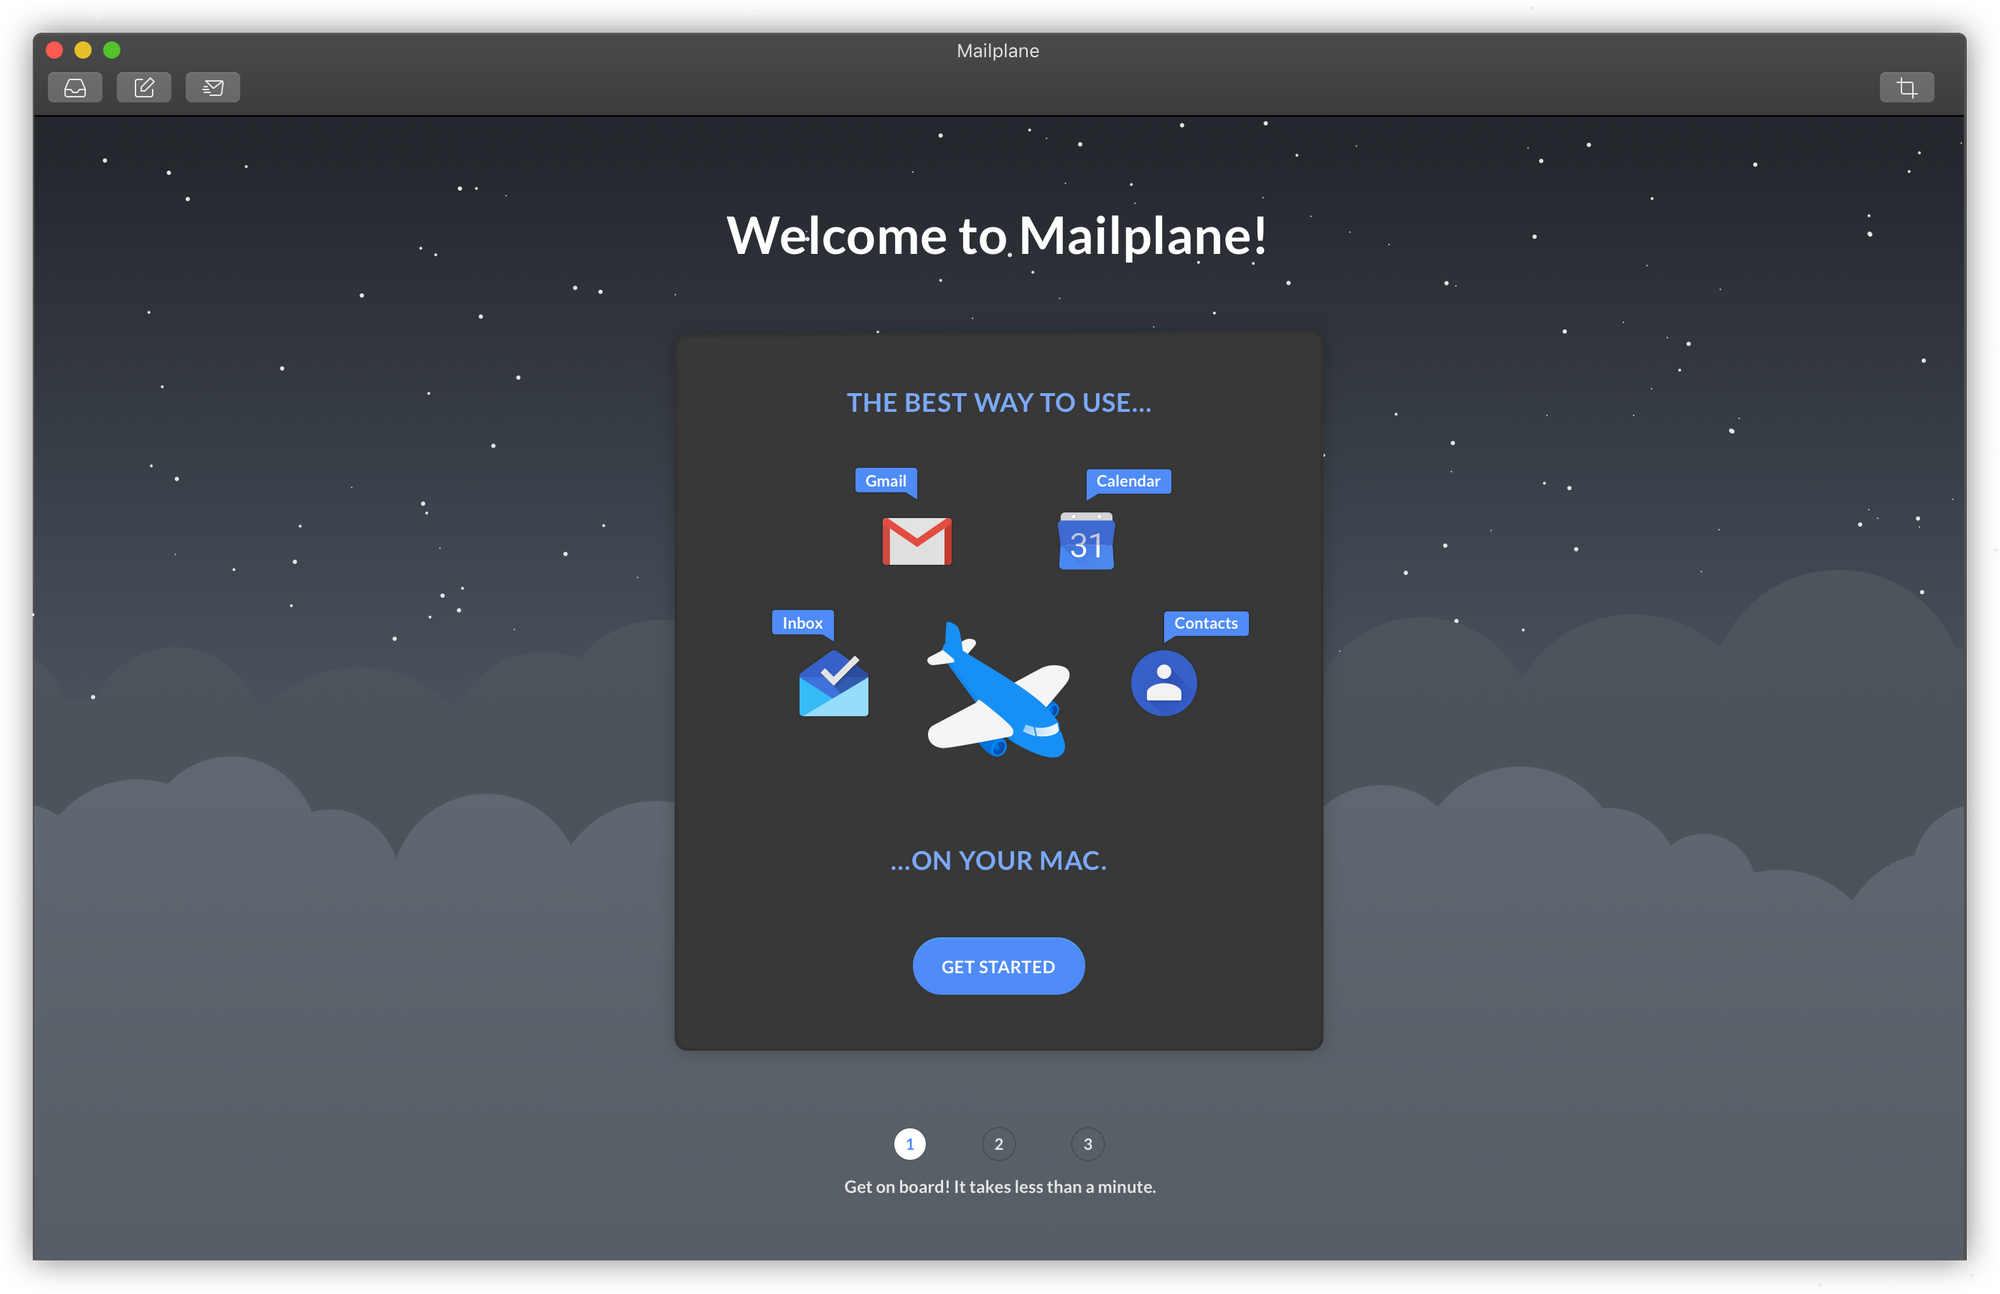 Mailplane
Welcome to Mailplane!
THE BEST WAY TO USE...
Gmail
Calendar
31
Inbox
Contacts
...ON YOUR MAC.
GET STARTED
1 2 3
Get on board! It takes less than a minute.